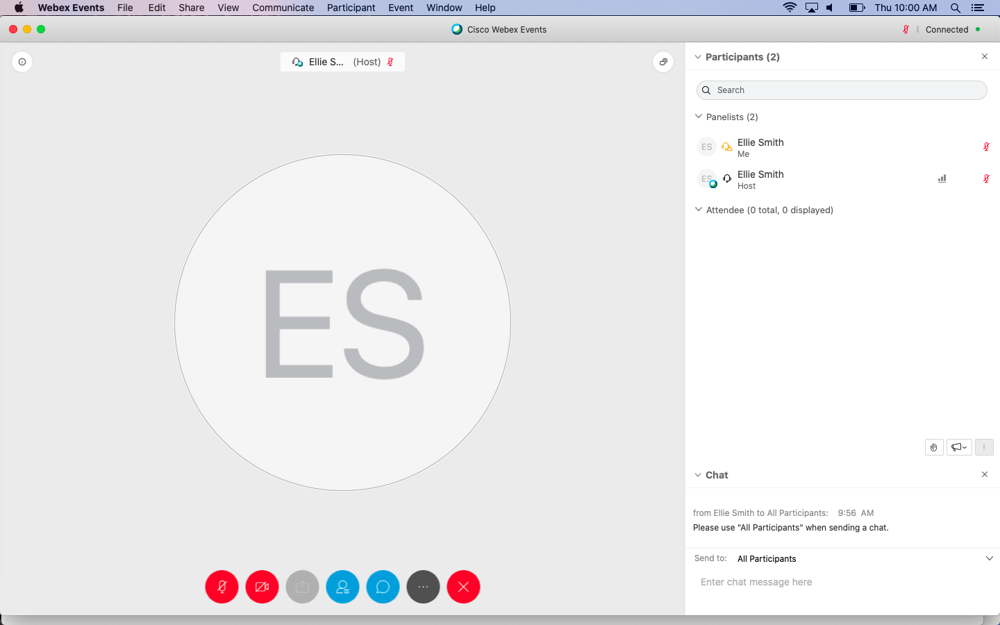 Webex Events File Edit Share View Communicate Participant Event Window Help Thu 10:00 AM
Cisco Webex Events Connected
Ellie S... (Host)
ES
Participants (2)
Search
Panelists (2)
ES Ellie Smith
Me
ES Ellie Smith
Host
Attendee (0 total, 0 displayed)
Chat
from Ellie Smith to All Participants: 9:56 AM
Please use "All Participants" when sending a chat.
Send to: All Participants
Enter chat message here